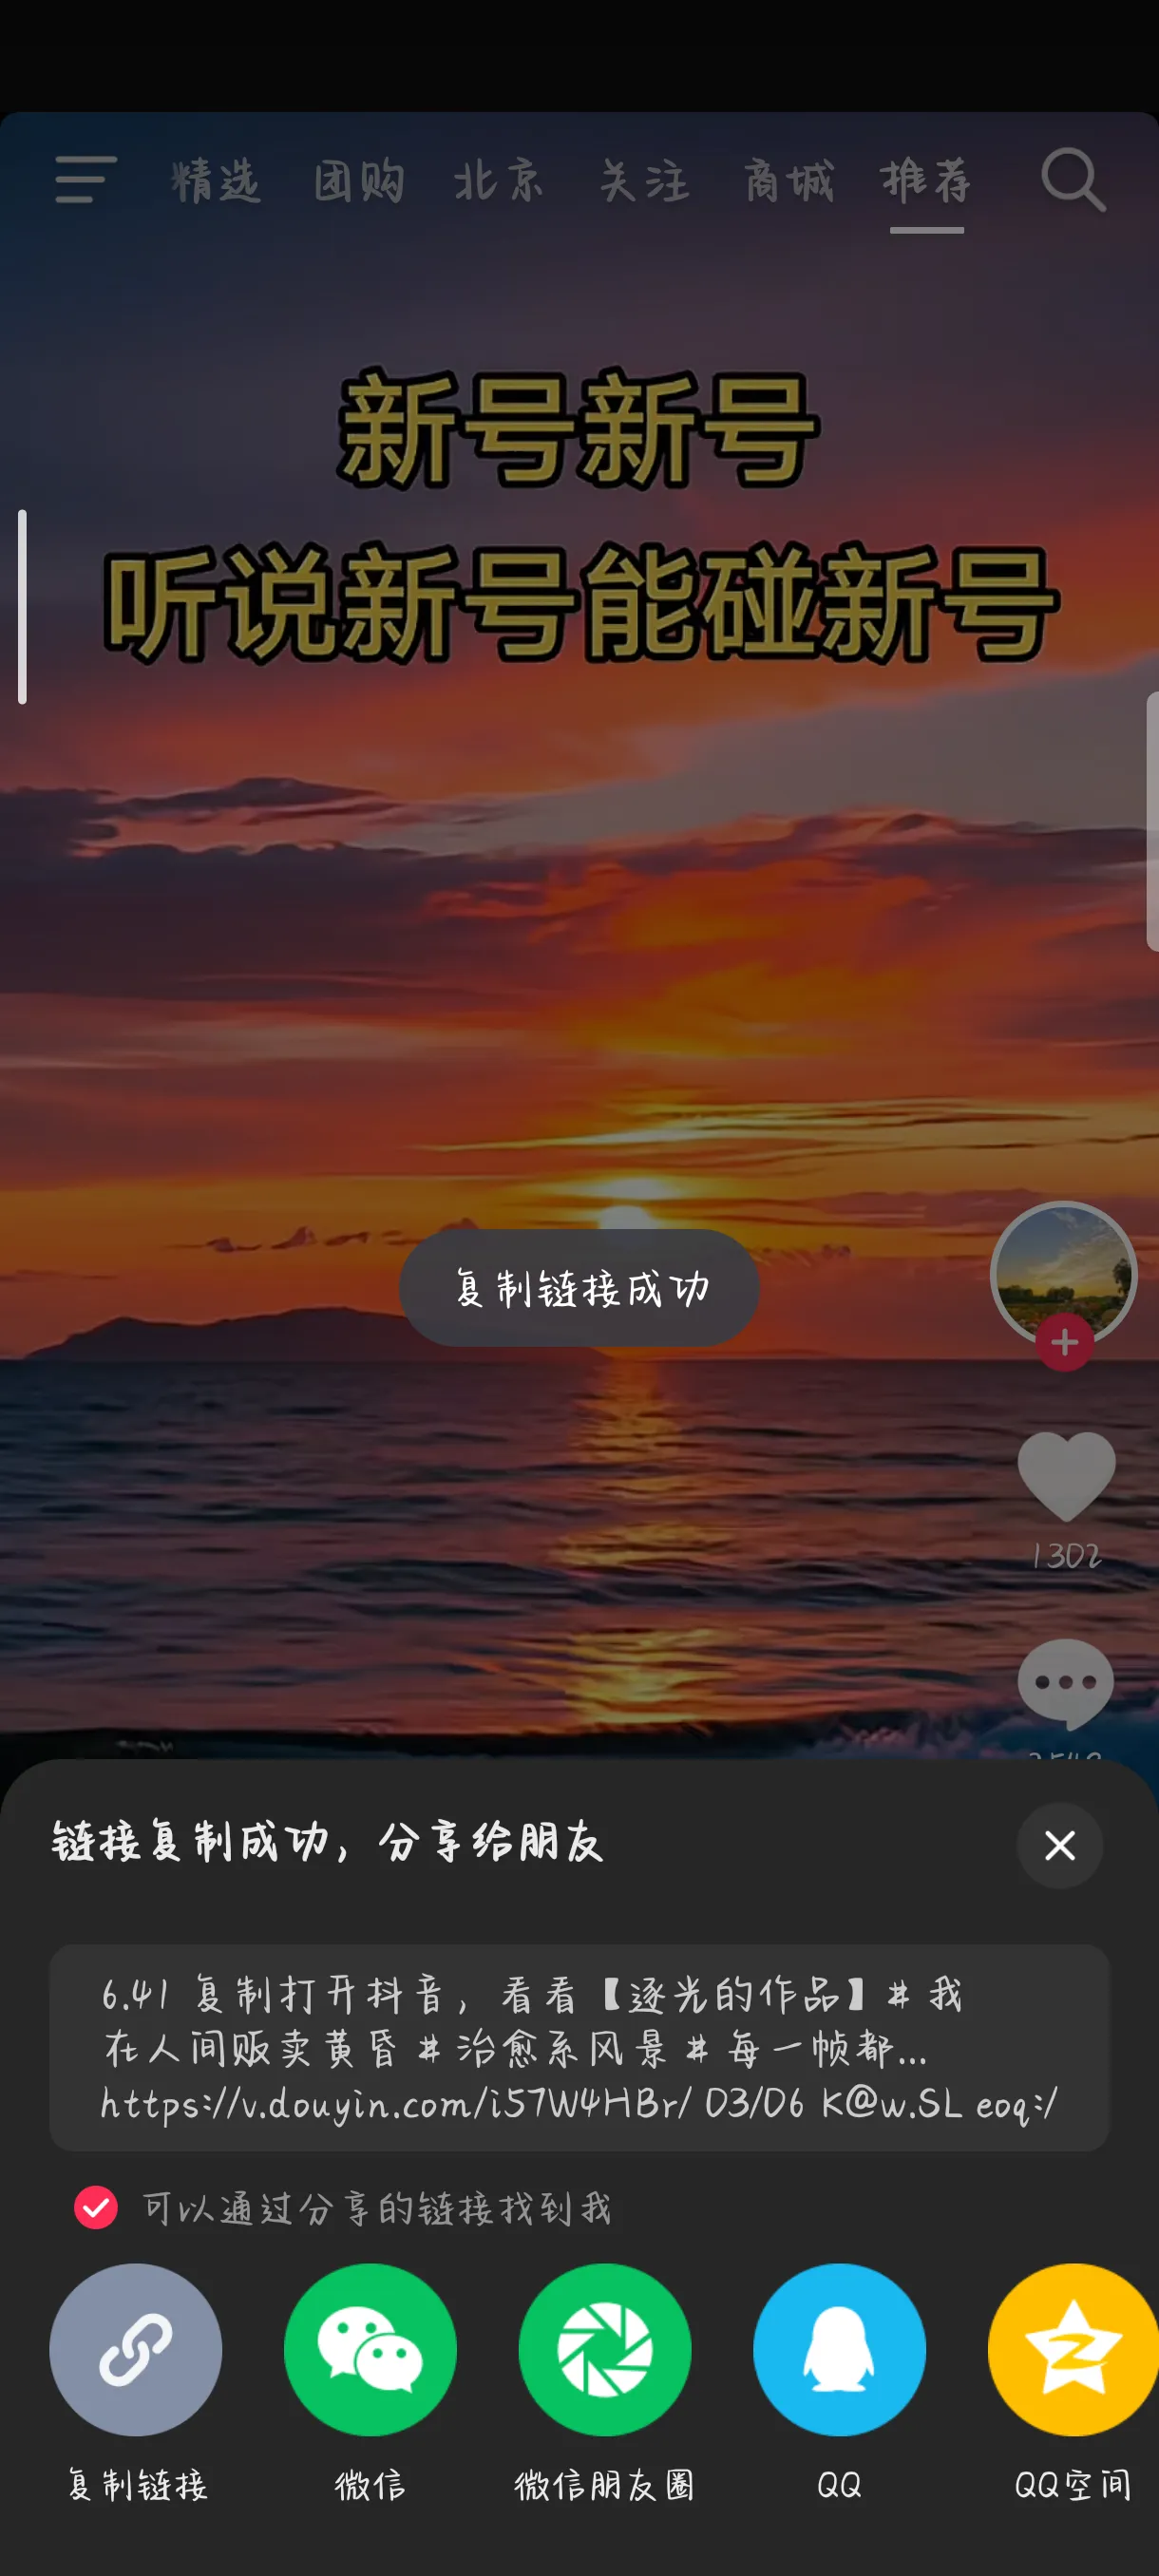 精选 团购 北京 关注 商城 推荐
新号新号
听说新号能碰新号
复制链接成功
1302
链接复制成功，分享给朋友
6.41 复制打开抖音，看看【逐光的作品】# 我
在人间贩卖黄昏 # 治愈系风景 # 每一帧都...
https://v.douyin.com/i57W4HBr/ 03/06 K@w.SL eoq:/
可以通过分享的链接找到我
复制链接 微信 微信朋友圈 QQ QQ空间